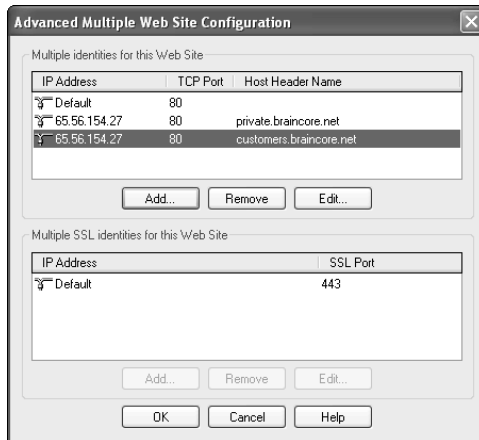 Advanced Multiple Web Site Configuration
Multiple identities for this Web Site
IP Address TCP Port Host Header Name
Default 80
65.56.154.27 80 private.braincore.net
65.56.154.27 80 customers.braincore.net
Add... Remove Edit...
Multiple SSL identities for this Web Site
IP Address SSL Port
Default 443
Add... Remove Edit...
OK Cancel Help